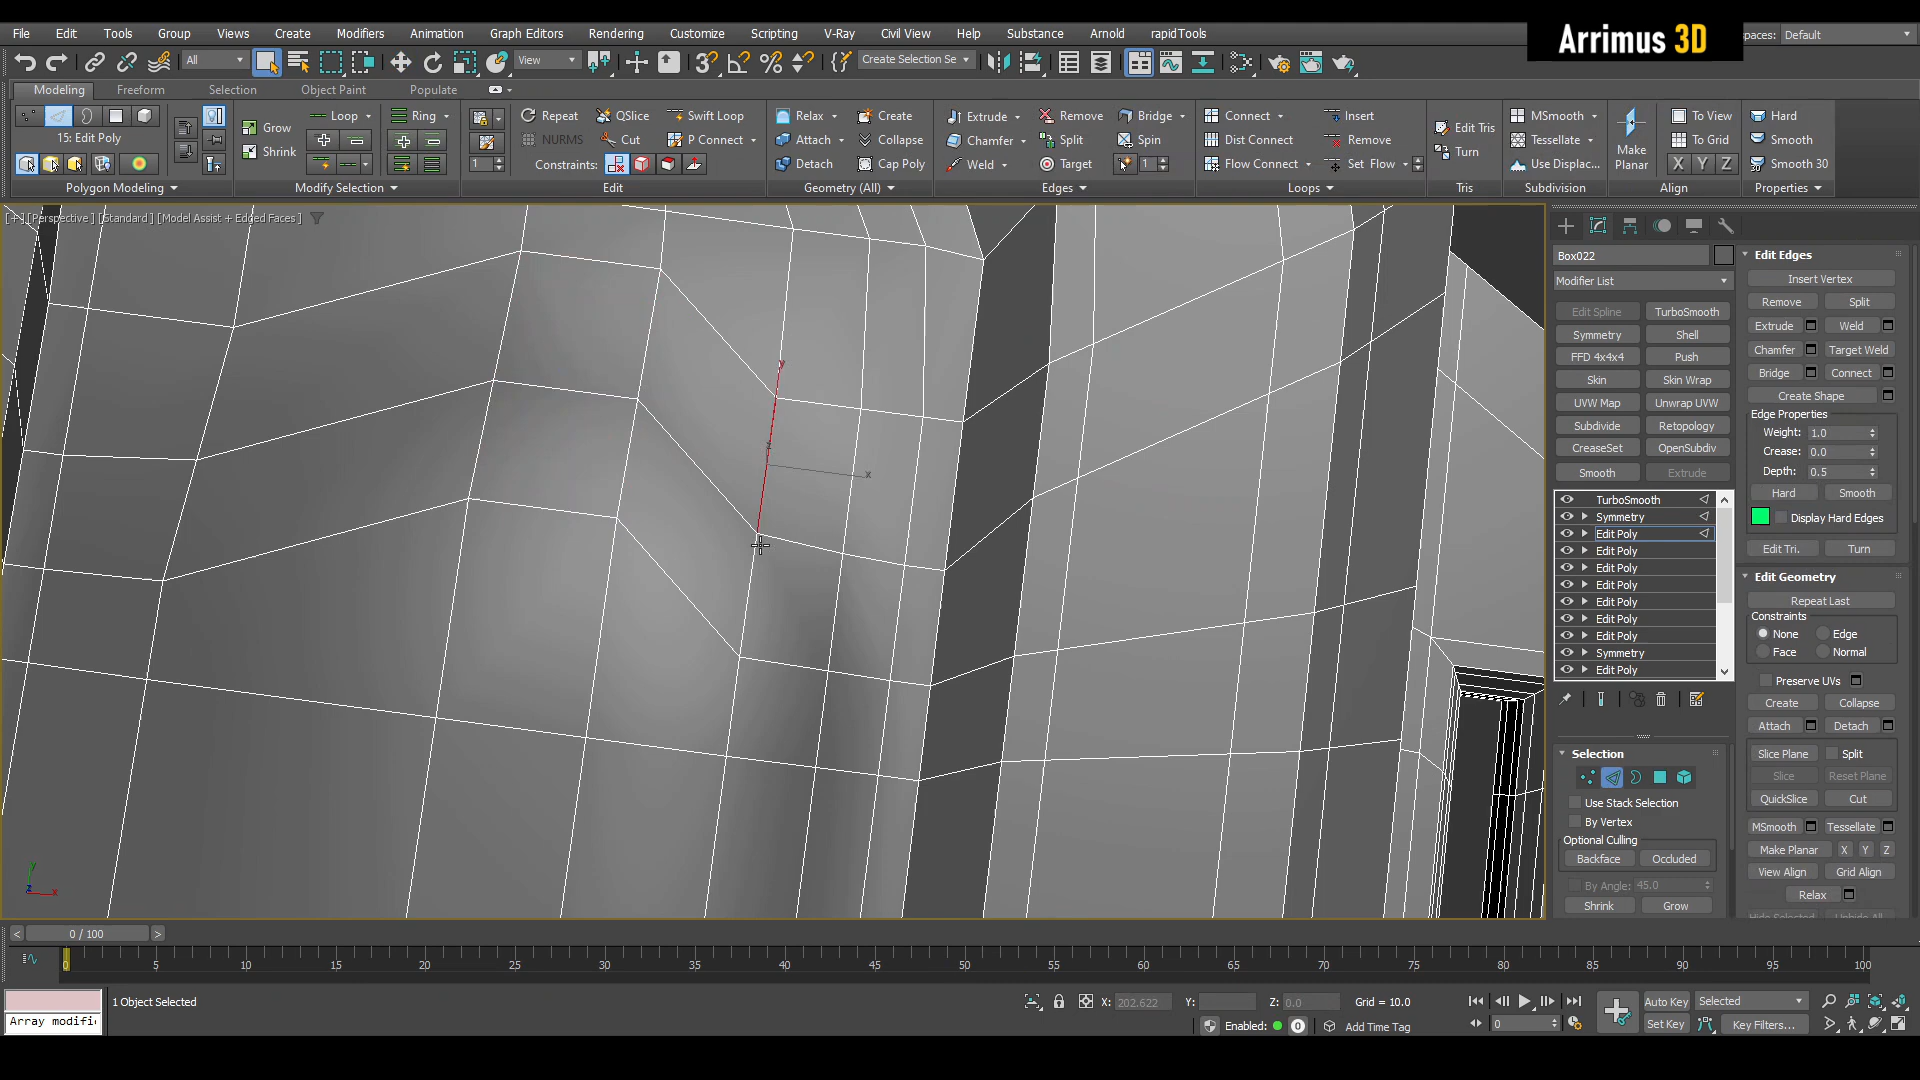 Arrimus 3D
File Edit Tools Group Views Create Modifiers Animation Graph Editors Rendering Customize Scripting V-Ray Civil View Help Substance Arnold rapidTools
paces: Default
All View Create Selection Se
Modeling Freeform Selection Object Paint Populate
15: Edit Poly
Polygon Modeling
Grow Loop Ring
Shrink
Modify Selection
Repeat QSlice Swift Loop
NURMS Cut P Connect
1 Constraints:
Edit
Relax Create
Attach Collapse
Detach Cap Poly
Geometry (All)
Extrude Remove Bridge
Chamfer Split Spin
Weld Target 1
Edges
Connect Insert
Dist Connect Remove
Flow Connect Set Flow
Loops
Edit Tris
Turn
Tris
MSmooth
Tessellate
Use Displac...
Subdivision
Make
Planar
To View
To Grid
X Y Z
Align
Hard
Smooth
Smooth 30
Properties
[+] [Perspective ] [Standard ] [Model Assist + Edged Faces ]
y
z
x
y
z
x
Box022
Modifier List
Edit Spline TurboSmooth
Symmetry Shell
FFD 4x4x4 Push
Skin Skin Wrap
UVW Map Unwrap UVW
Subdivide Retopology
CreaseSet OpenSubdiv
Smooth Extrude
TurboSmooth
Symmetry
Edit Poly
Edit Poly
Edit Poly
Edit Poly
Edit Poly
Edit Poly
Edit Poly
Symmetry
Edit Poly
Selection
Use Stack Selection
By Vertex
Optional Culling
Backface Occluded
By Angle: 45.0
Shrink Grow
Edit Edges
Insert Vertex
Remove Split
Extrude Weld
Chamfer Target Weld
Bridge Connect
Create Shape
Edge Properties
Weight: 1.0
Crease: 0.0
Depth: 0.5
Hard Smooth
Display Hard Edges
Edit Tri. Turn
Edit Geometry
Repeat Last
Constraints
None Edge
Face Normal
Preserve UVs
Create Collapse
Attach Detach
Slice Plane Split
Slice Reset Plane
QuickSlice Cut
MSmooth Tessellate
Make Planar X Y Z
View Align Grid Align
Relax
< 0 / 100 >
0 5 10 15 20 25 30 35 40 45 50 55 60 65 70 75 80 85 90 95 100
1 Object Selected
Array modifi
X: 202.622 Y: Z: 0.0 Grid = 10.0
Enabled: 0 Add Time Tag
0
Auto Key Selected
Set Key Key Filters...